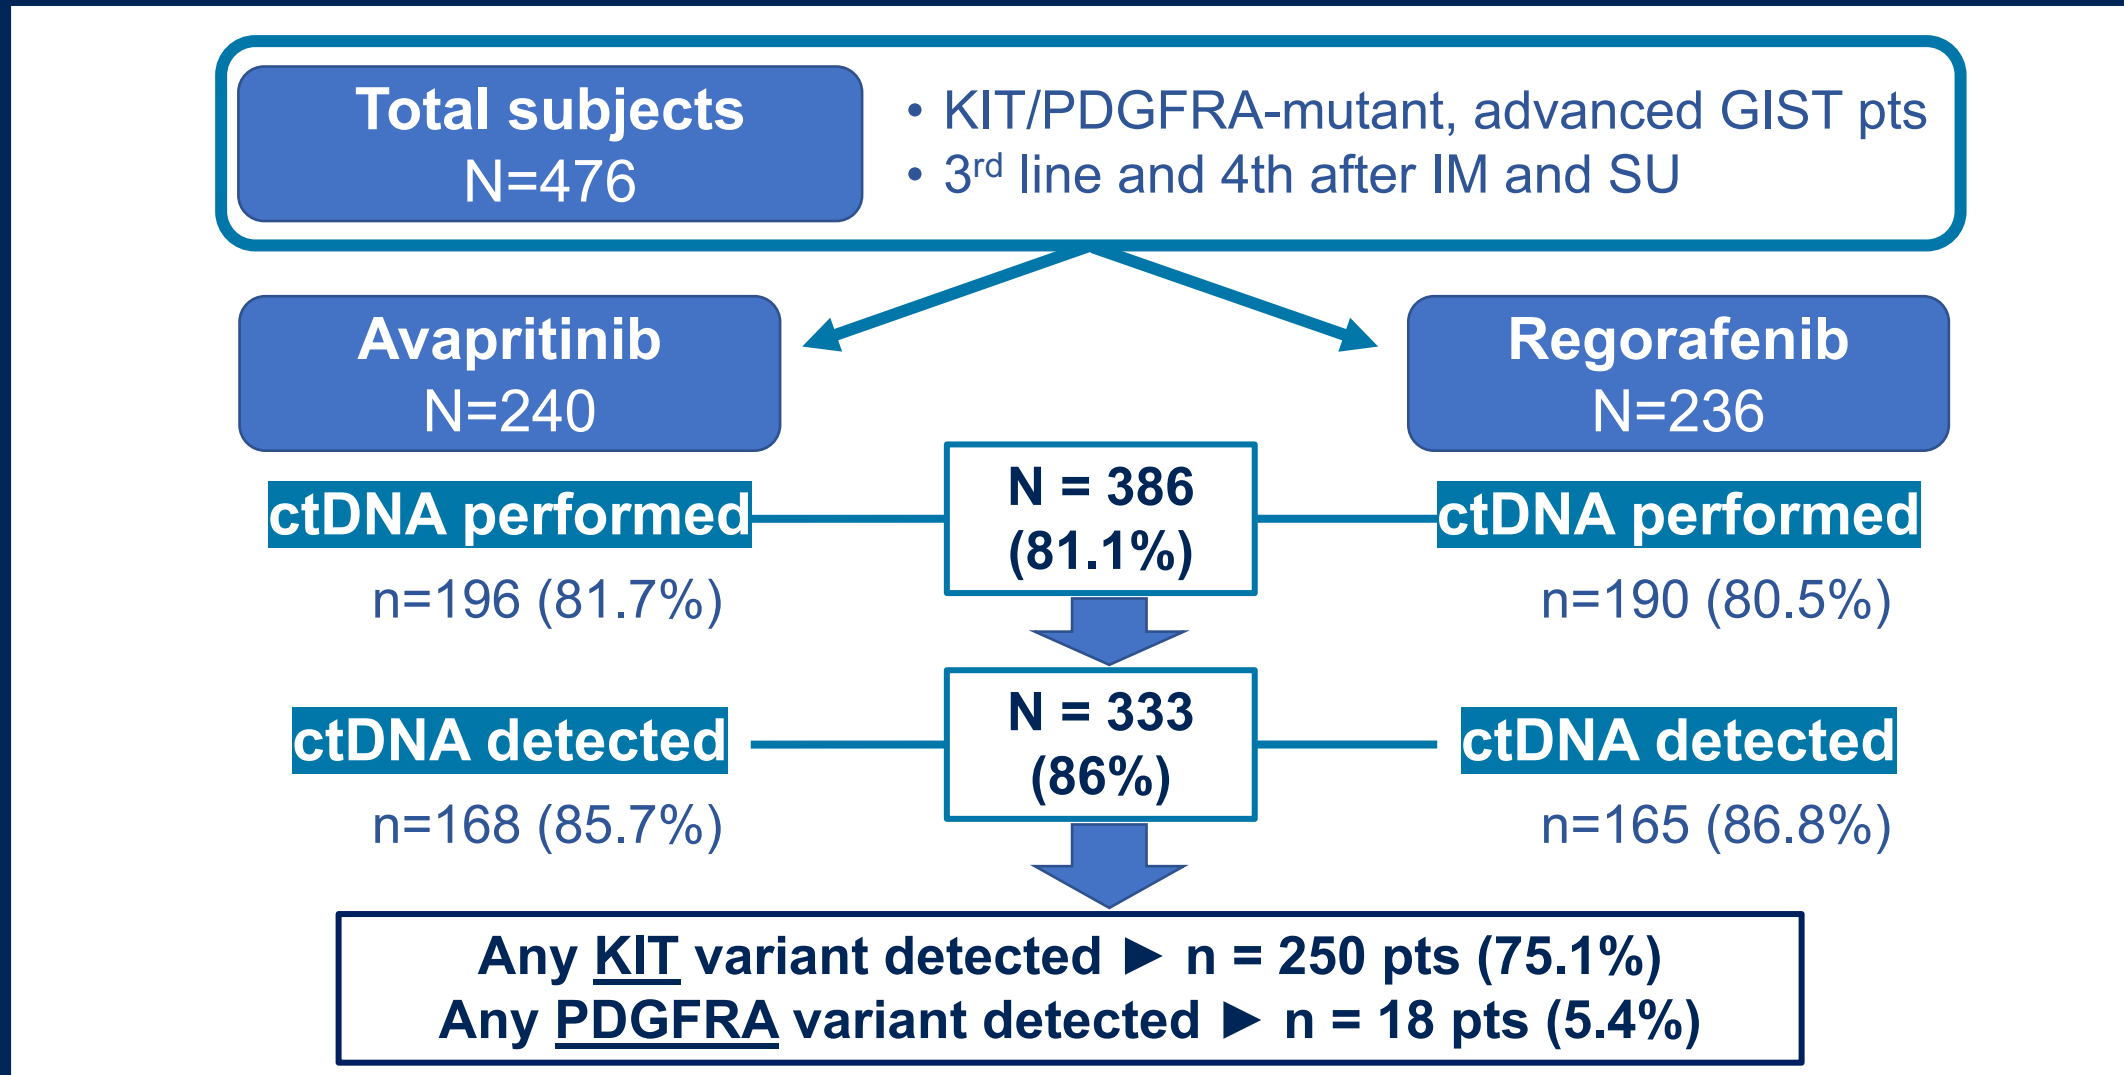 Total subjects
N=476
• KIT/PDGFRA-mutant, advanced GIST pts
• 3rd line and 4th after IM and SU
Avapritinib
N=240
Regorafenib
N=236
ctDNA performed
n=196 (81.7%)
N = 386
(81.1%)
ctDNA performed
n=190 (80.5%)
ctDNA detected
n=168 (85.7%)
N = 333
(86%)
ctDNA detected
n=165 (86.8%)
Any KIT variant detected ► n = 250 pts (75.1%)
Any PDGFRA variant detected ► n = 18 pts (5.4%)